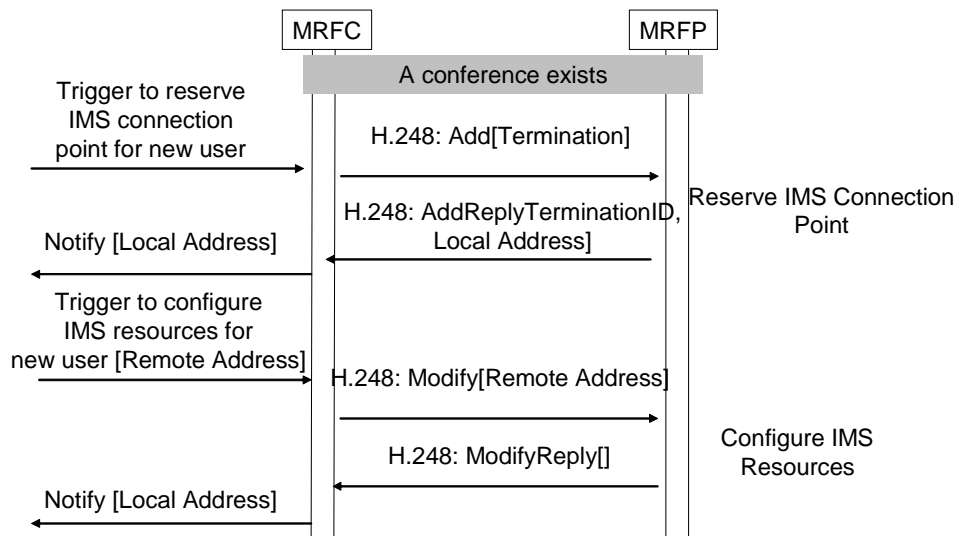 MRFC
MRFP
A conference exists
Trigger to reserve
IMS connection
point for new user
H.248: Add[Termination]
H.248: AddReplyTerminationID,
Local Address]
Reserve IMS Connection
Point
Notify [Local Address]
Trigger to configure
IMS resources for
new user [Remote Address]
H.248: Modify[Remote Address]
H.248: ModifyReply[]
Configure IMS
Resources
Notify [Local Address]